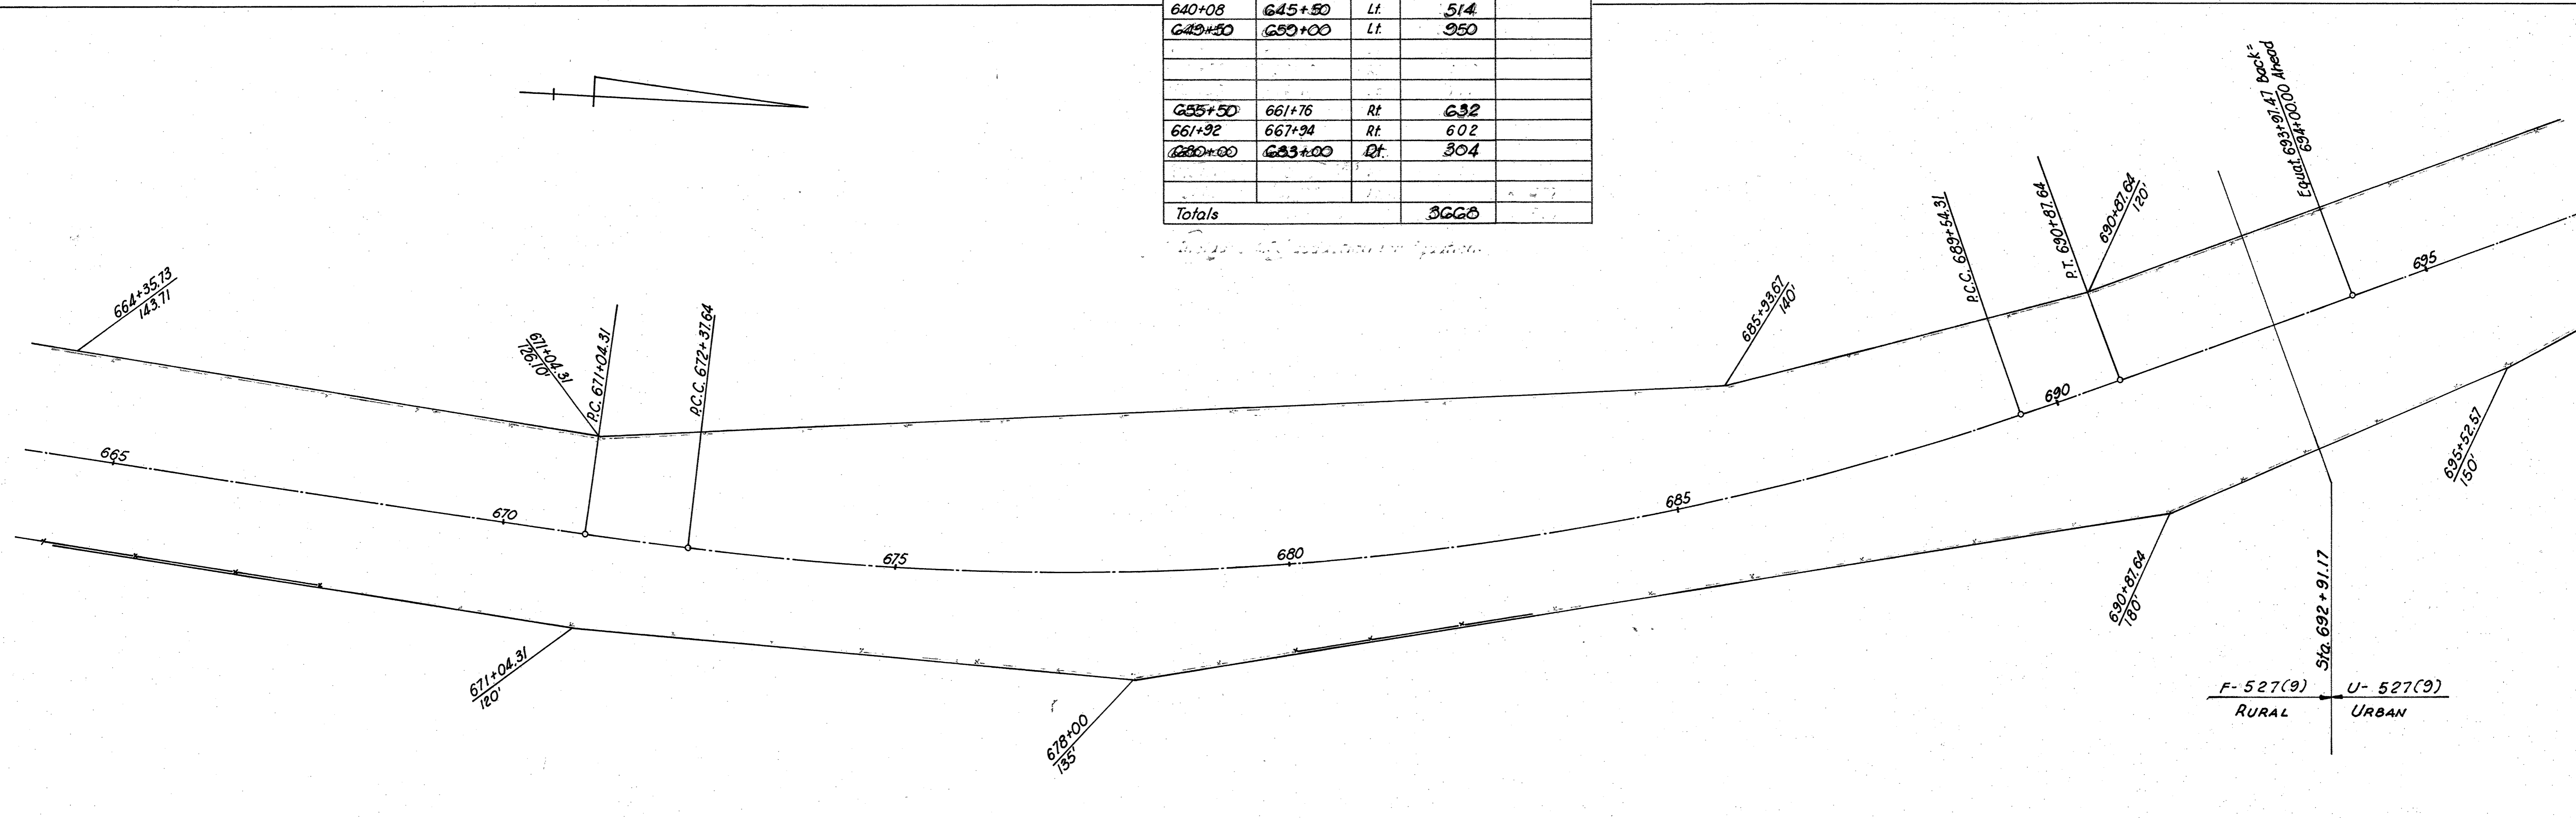 640+08 645+50 Lt. 514
649+50 659+00 Lt. 950
655+50 661+76 Rt. 632
661+92 667+94 Rt. 602
680+00 683+00 Rt. 304
Totals 3668
664+35.73
143.71
671+04.31
126.10'
P.C. 671+04.31
P.C.C. 672+37.64
685+93.67
140'
P.C.C. 689+54.31
P.T. 690+87.64
690+87.64
120'
Equat. 693+97.47 Back =
694+00.00 Ahead
665
670
675
680
685
690
695
671+04.31
120'
678+00
135'
690+87.64
180'
695+52.57
150'
Sta. 692+91.17
F-527(9) U-527(9)
RURAL URBAN